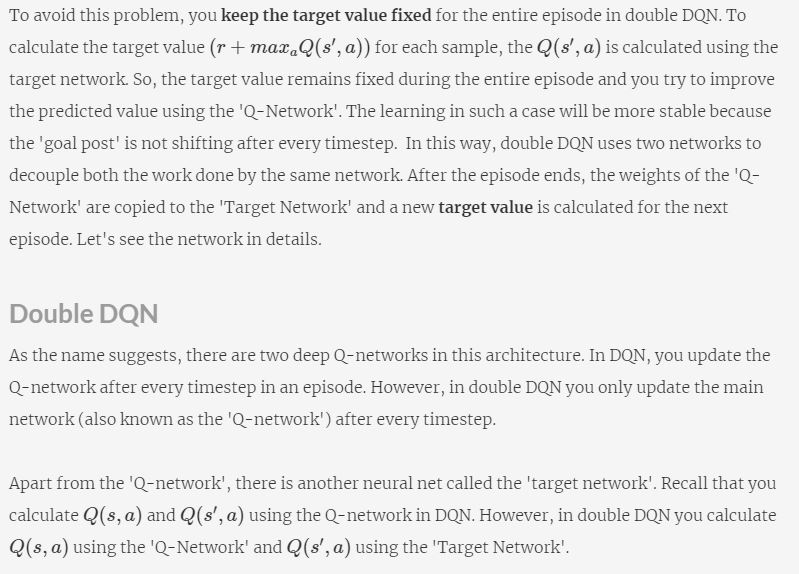 To avoid this problem, you keep the target value fixed for the entire episode in double DQN. To
calculate the target value (r + maxₐQ(s′, a)) for each sample, the Q(s′, a) is calculated using the
target network. So, the target value remains fixed during the entire episode and you try to improve
the predicted value using the 'Q-Network'. The learning in such a case will be more stable because
the 'goal post' is not shifting after every timestep. In this way, double DQN uses two networks to
decouple both the work done by the same network. After the episode ends, the weights of the 'Q-
Network' are copied to the 'Target Network' and a new target value is calculated for the next
episode. Let's see the network in details.
Double DQN
As the name suggests, there are two deep Q-networks in this architecture. In DQN, you update the
Q-network after every timestep in an episode. However, in double DQN you only update the main
network (also known as the 'Q-network') after every timestep.
Apart from the 'Q-network', there is another neural net called the 'target network'. Recall that you
calculate Q(s, a) and Q(s′, a) using the Q-network in DQN. However, in double DQN you calculate
Q(s, a) using the 'Q-Network' and Q(s′, a) using the 'Target Network'.